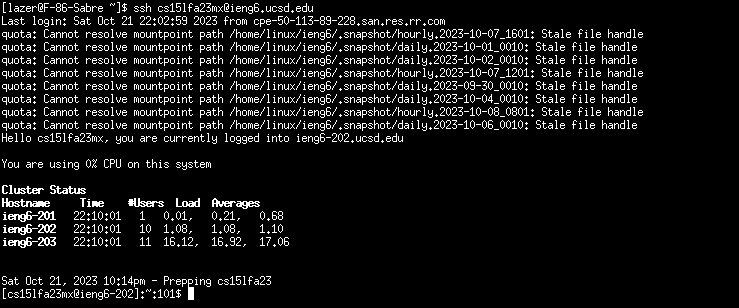 [lazer@F-86-Sabre ~]$ ssh cs15lfa23mx@ieng6.ucsd.edu
Last login: Sat Oct 21 22:02:59 2023 from cpe-50-113-89-228.san.res.rr.com
quota: Cannot resolve mountpoint path /home/linux/ieng6/.snapshot/hourly.2023-10-07_1601: Stale file handle
quota: Cannot resolve mountpoint path /home/linux/ieng6/.snapshot/daily.2023-10-01_0010: Stale file handle
quota: Cannot resolve mountpoint path /home/linux/ieng6/.snapshot/daily.2023-10-02_0010: Stale file handle
quota: Cannot resolve mountpoint path /home/linux/ieng6/.snapshot/hourly.2023-10-07_1201: Stale file handle
quota: Cannot resolve mountpoint path /home/linux/ieng6/.snapshot/daily.2023-09-30_0010: Stale file handle
quota: Cannot resolve mountpoint path /home/linux/ieng6/.snapshot/daily.2023-10-04_0010: Stale file handle
quota: Cannot resolve mountpoint path /home/linux/ieng6/.snapshot/hourly.2023-10-08_0801: Stale file handle
quota: Cannot resolve mountpoint path /home/linux/ieng6/.snapshot/daily.2023-10-06_0010: Stale file handle
Hello cs15lfa23mx, you are currently logged into ieng6-202.ucsd.edu
You are using 0% CPU on this system
Cluster Status
Hostname     Time    #Users  Load  Averages
ieng6-201   22:10:01   1   0.01,   0.21,   0.68
ieng6-202   22:10:01   10  1.08,   1.08,   1.10
ieng6-203   22:10:01   11  16.12,  16.92,  17.06
Sat Oct 21, 2023 10:14pm - Prepping cs15lfa23
[cs15lfa23mx@ieng6-202]:~:101$